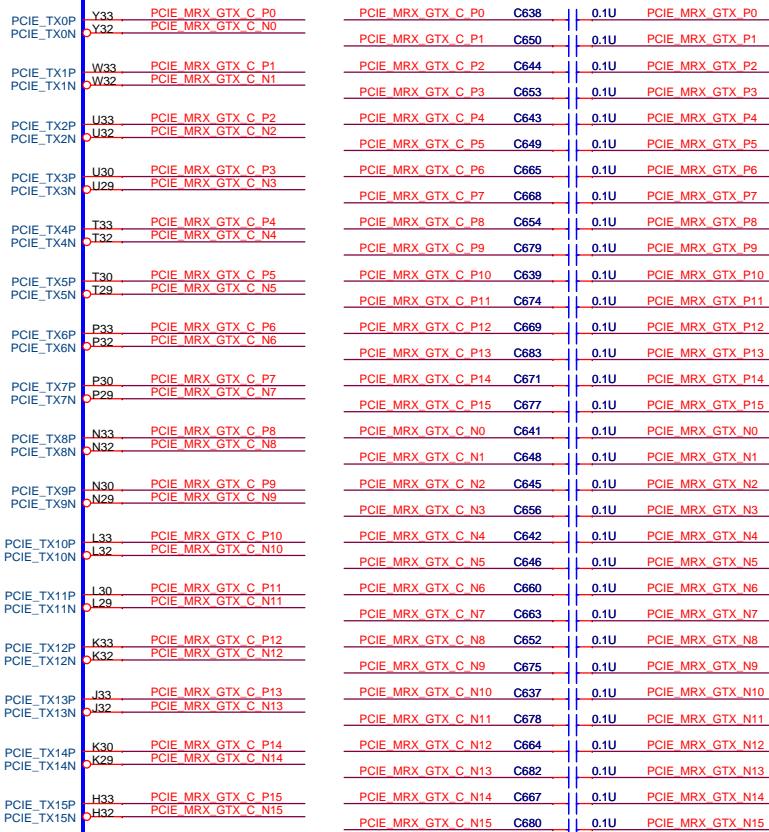 PCIE_TX0P Y33 PCIE_MRX_GTX_C_P0
PCIE_TX0N Y32 PCIE_MRX_GTX_C_N0
PCIE_TX1P W33 PCIE_MRX_GTX_C_P1
PCIE_TX1N W32 PCIE_MRX_GTX_C_N1
PCIE_TX2P U33 PCIE_MRX_GTX_C_P2
PCIE_TX2N U32 PCIE_MRX_GTX_C_N2
PCIE_TX3P U30 PCIE_MRX_GTX_C_P3
PCIE_TX3N U29 PCIE_MRX_GTX_C_N3
PCIE_TX4P T33 PCIE_MRX_GTX_C_P4
PCIE_TX4N T32 PCIE_MRX_GTX_C_N4
PCIE_TX5P T30 PCIE_MRX_GTX_C_P5
PCIE_TX5N T29 PCIE_MRX_GTX_C_N5
PCIE_TX6P P33 PCIE_MRX_GTX_C_P6
PCIE_TX6N P32 PCIE_MRX_GTX_C_N6
PCIE_TX7P P30 PCIE_MRX_GTX_C_P7
PCIE_TX7N P29 PCIE_MRX_GTX_C_N7
PCIE_TX8P N33 PCIE_MRX_GTX_C_P8
PCIE_TX8N N32 PCIE_MRX_GTX_C_N8
PCIE_TX9P N30 PCIE_MRX_GTX_C_P9
PCIE_TX9N N29 PCIE_MRX_GTX_C_N9
PCIE_TX10P L33 PCIE_MRX_GTX_C_P10
PCIE_TX10N L32 PCIE_MRX_GTX_C_N10
PCIE_TX11P L30 PCIE_MRX_GTX_C_P11
PCIE_TX11N L29 PCIE_MRX_GTX_C_N11
PCIE_TX12P K33 PCIE_MRX_GTX_C_P12
PCIE_TX12N K32 PCIE_MRX_GTX_C_N12
PCIE_TX13P J33 PCIE_MRX_GTX_C_P13
PCIE_TX13N J32 PCIE_MRX_GTX_C_N13
PCIE_TX14P K30 PCIE_MRX_GTX_C_P14
PCIE_TX14N K29 PCIE_MRX_GTX_C_N14
PCIE_TX15P H33 PCIE_MRX_GTX_C_P15
PCIE_TX15N H32 PCIE_MRX_GTX_C_N15
PCIE_MRX_GTX_C_P0 C638 0.1U PCIE_MRX_GTX_P0
PCIE_MRX_GTX_C_P1 C650 0.1U PCIE_MRX_GTX_P1
PCIE_MRX_GTX_C_P2 C644 0.1U PCIE_MRX_GTX_P2
PCIE_MRX_GTX_C_P3 C653 0.1U PCIE_MRX_GTX_P3
PCIE_MRX_GTX_C_P4 C643 0.1U PCIE_MRX_GTX_P4
PCIE_MRX_GTX_C_P5 C649 0.1U PCIE_MRX_GTX_P5
PCIE_MRX_GTX_C_P6 C665 0.1U PCIE_MRX_GTX_P6
PCIE_MRX_GTX_C_P7 C668 0.1U PCIE_MRX_GTX_P7
PCIE_MRX_GTX_C_P8 C654 0.1U PCIE_MRX_GTX_P8
PCIE_MRX_GTX_C_P9 C679 0.1U PCIE_MRX_GTX_P9
PCIE_MRX_GTX_C_P10 C639 0.1U PCIE_MRX_GTX_P10
PCIE_MRX_GTX_C_P11 C674 0.1U PCIE_MRX_GTX_P11
PCIE_MRX_GTX_C_P12 C669 0.1U PCIE_MRX_GTX_P12
PCIE_MRX_GTX_C_P13 C683 0.1U PCIE_MRX_GTX_P13
PCIE_MRX_GTX_C_P14 C671 0.1U PCIE_MRX_GTX_P14
PCIE_MRX_GTX_C_P15 C677 0.1U PCIE_MRX_GTX_P15
PCIE_MRX_GTX_C_N0 C641 0.1U PCIE_MRX_GTX_N0
PCIE_MRX_GTX_C_N1 C648 0.1U PCIE_MRX_GTX_N1
PCIE_MRX_GTX_C_N2 C645 0.1U PCIE_MRX_GTX_N2
PCIE_MRX_GTX_C_N3 C656 0.1U PCIE_MRX_GTX_N3
PCIE_MRX_GTX_C_N4 C642 0.1U PCIE_MRX_GTX_N4
PCIE_MRX_GTX_C_N5 C646 0.1U PCIE_MRX_GTX_N5
PCIE_MRX_GTX_C_N6 C660 0.1U PCIE_MRX_GTX_N6
PCIE_MRX_GTX_C_N7 C663 0.1U PCIE_MRX_GTX_N7
PCIE_MRX_GTX_C_N8 C652 0.1U PCIE_MRX_GTX_N8
PCIE_MRX_GTX_C_N9 C675 0.1U PCIE_MRX_GTX_N9
PCIE_MRX_GTX_C_N10 C637 0.1U PCIE_MRX_GTX_N10
PCIE_MRX_GTX_C_N11 C678 0.1U PCIE_MRX_GTX_N11
PCIE_MRX_GTX_C_N12 C664 0.1U PCIE_MRX_GTX_N12
PCIE_MRX_GTX_C_N13 C682 0.1U PCIE_MRX_GTX_N13
PCIE_MRX_GTX_C_N14 C667 0.1U PCIE_MRX_GTX_N14
PCIE_MRX_GTX_C_N15 C680 0.1U PCIE_MRX_GTX_N15